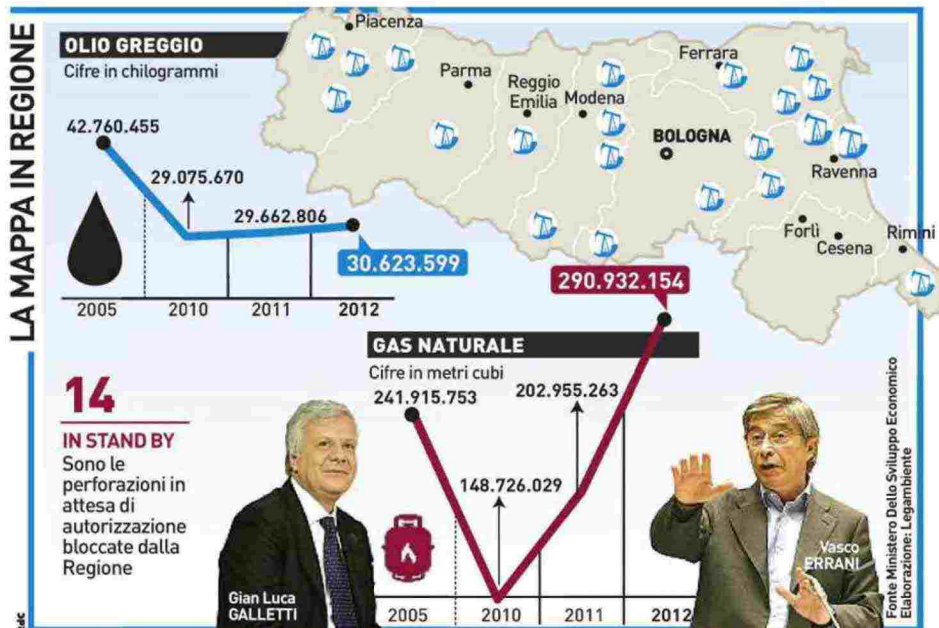 LA MAPPA IN REGIONE
OLIO GREGGIO
Cifre in chilogrammi
42.760.455
29.075.670
29.662.806
30.623.599
2005
2010
2011
2012
Piacenza
Parma
Reggio
Emilia
Modena
Ferrara
BOLOGNA
Ravenna
Forlì
Cesena
Rimini
GAS NATURALE
Cifre in metri cubi
241.915.753
148.726.029
202.955.263
290.932.154
2005
2010
2011
2012
14
IN STAND BY
Sono le
perforazioni in
attesa di
autorizzazione
bloccate dalla
Regione
Gian Luca
GALLETTI
Vasco
ERRANI
Fonte Ministero Dello Sviluppo Economico
Elaborazione: Legambiente